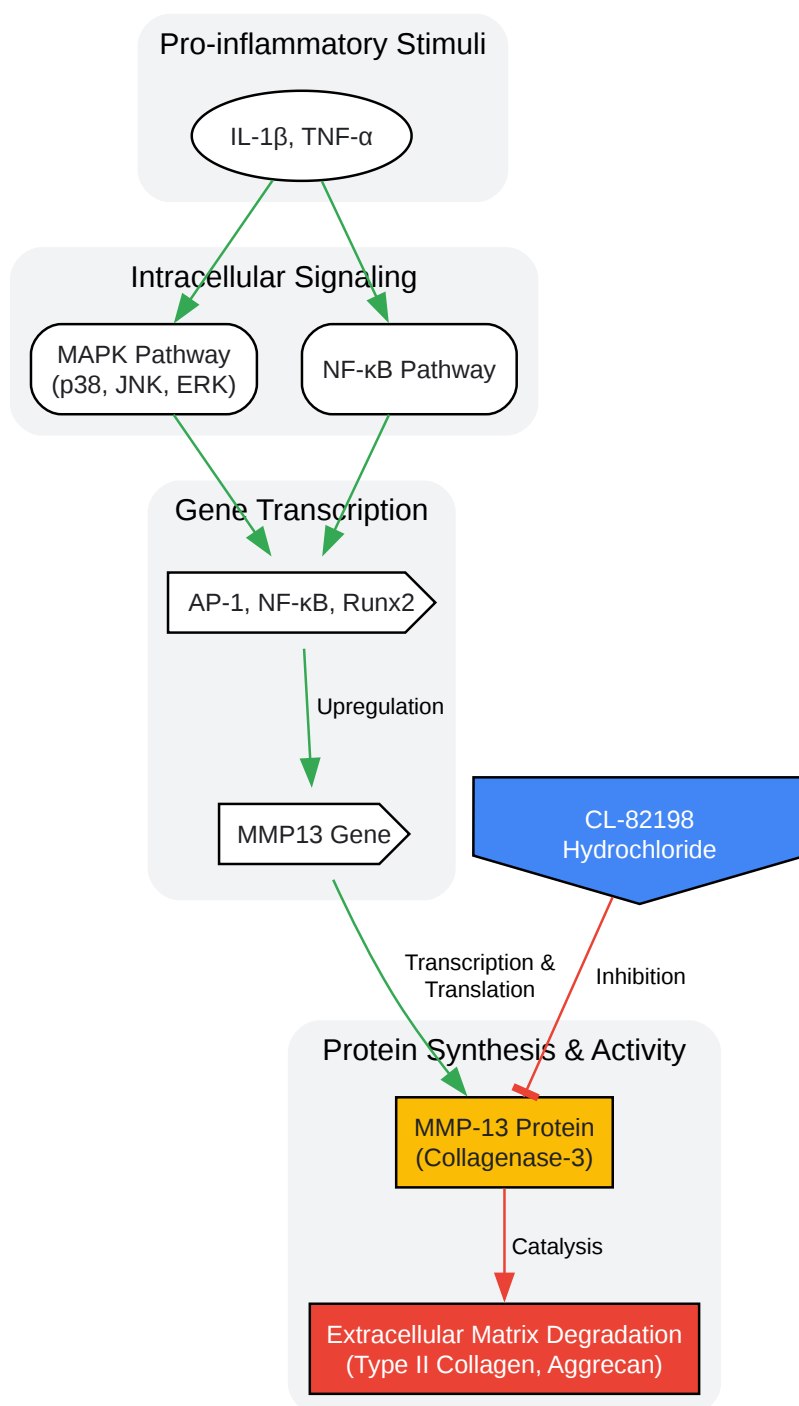 Pro-inflammatory Stimuli
IL-1β, TNF-α
Intracellular Signaling
MAPK Pathway
(p38, JNK, ERK)
NF-κB Pathway
Gene Transcription
AP-1, NF-κB, Runx2
Upregulation
MMP13 Gene
CL-82198
Hydrochloride
Transcription &
Translation
Inhibition
Protein Synthesis & Activity
MMP-13 Protein
(Collagenase-3)
Catalysis
Extracellular Matrix Degradation
(Type II Collagen, Aggrecan)